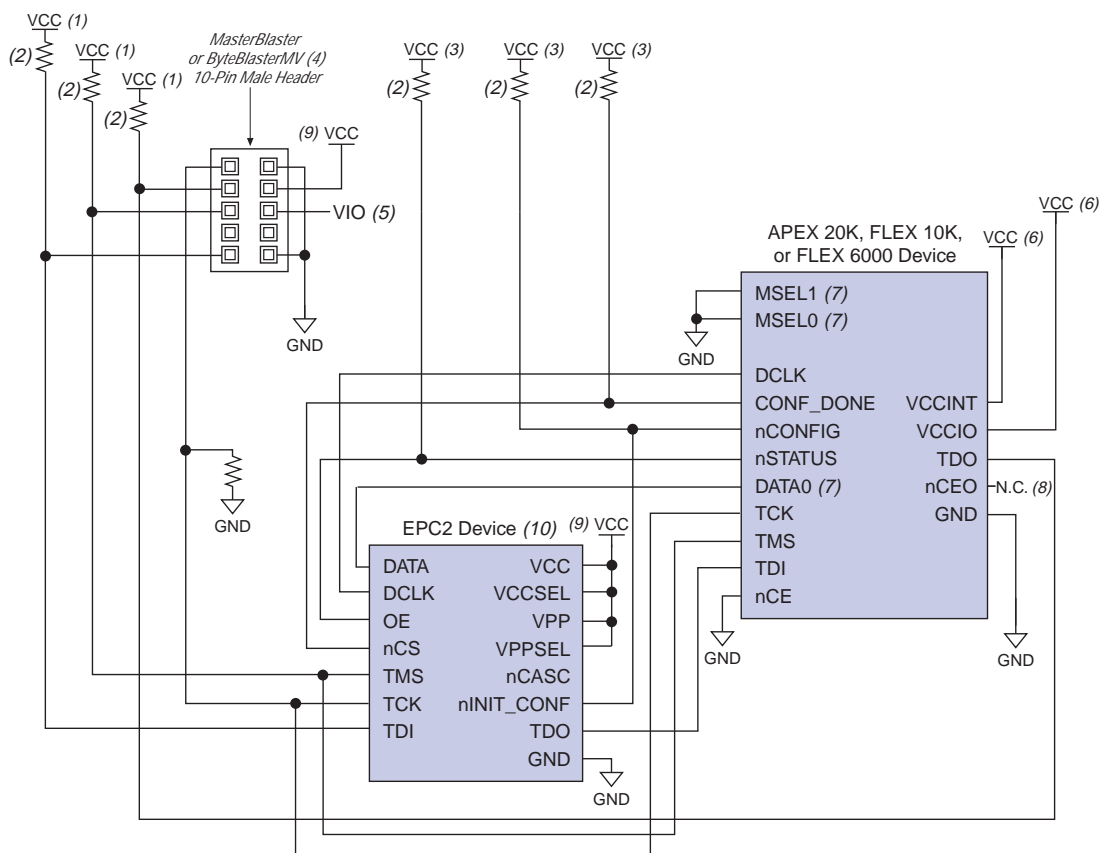 VCC (1)
(2)
VCC (1)
(2)
VCC (1)
(2)
MasterBlaster
or ByteBlasterMV (4)
10-Pin Male Header
(9) VCC
VIO (5)
GND
GND
VCC (3)
(2)
VCC (3)
(2)
VCC (3)
(2)
VCC (6)
VCC (6)
APEX 20K, FLEX 10K,
or FLEX 6000 Device
MSEL1 (7)
MSEL0 (7)
GND
DCLK
CONF_DONE
nCONFIG
nSTATUS
DATA0 (7)
TCK
TMS
TDI
nCE
VCCINT
VCCIO
TDO
nCEO
N.C. (8)
GND
GND
GND
EPC2 Device (10)
(9) VCC
DATA
DCLK
OE
nCS
TMS
TCK
TDI
VCC
VCCSEL
VPP
VPPSEL
nCASC
nINIT_CONF
TDO
GND
GND